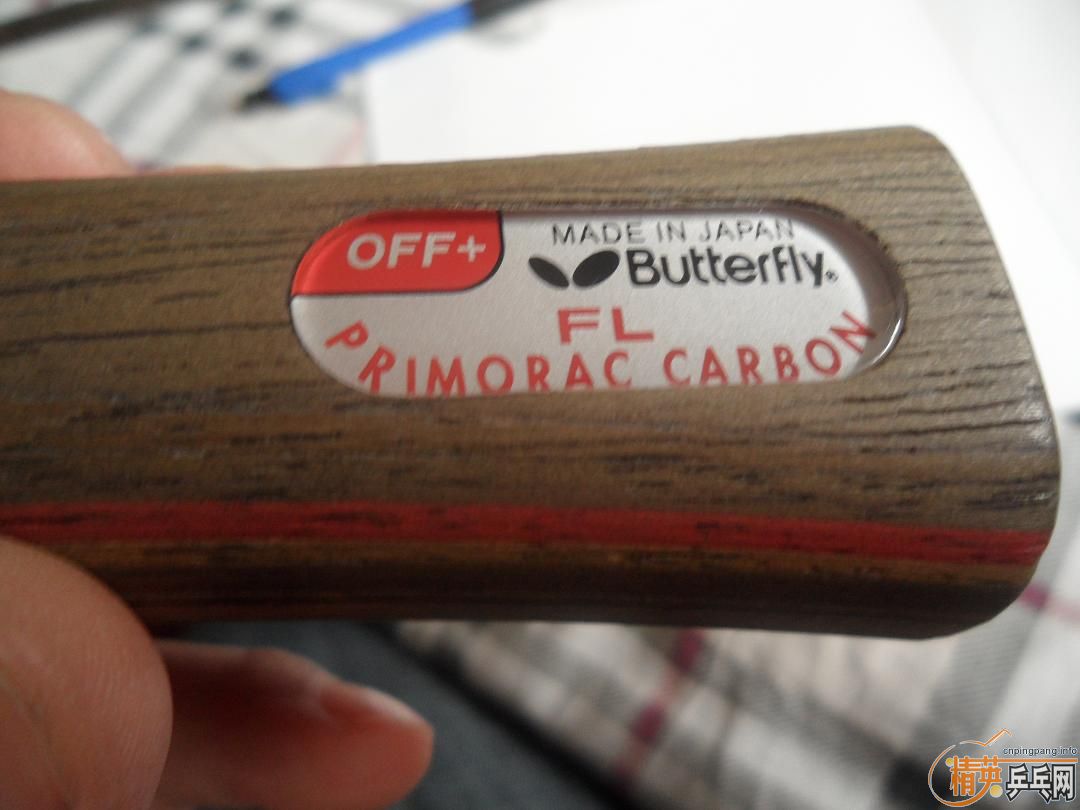 OFF+
MADE IN JAPAN
Butterfly®
FL
PRIMORAC CARBON
cnpingpang.info
精英乒乓网